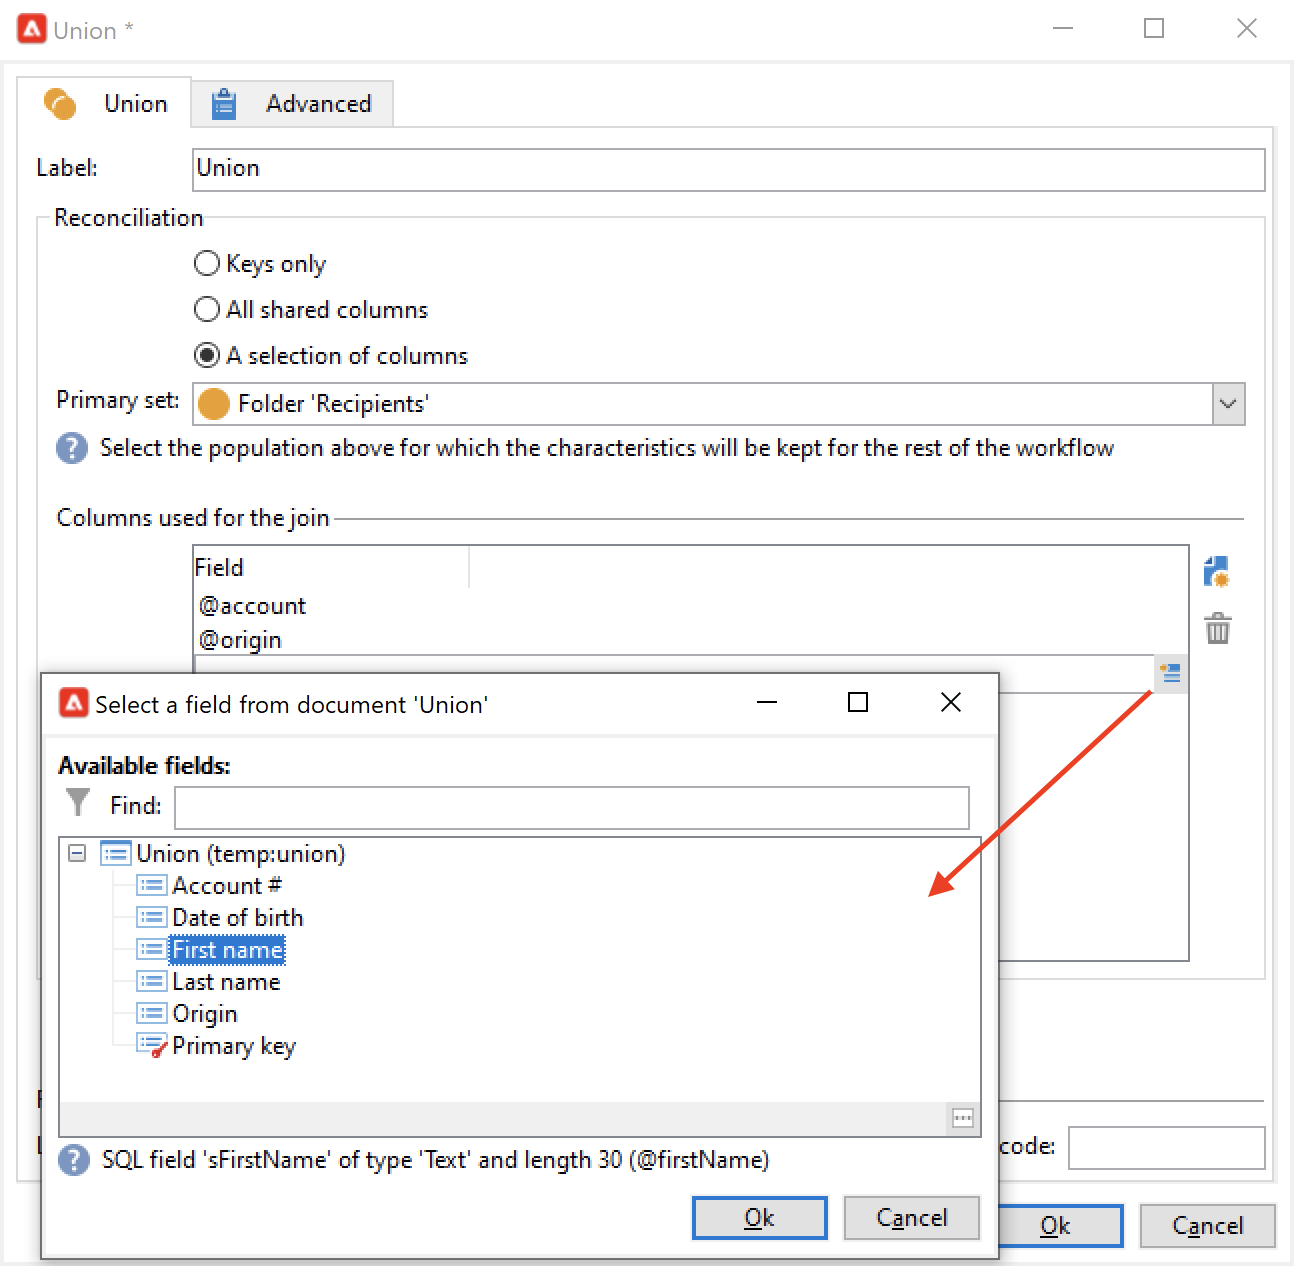 Union *
Union
Advanced
Label:
Union
Reconciliation
Keys only
All shared columns
A selection of columns
Primary set:
Folder 'Recipients'
Select the population above for which the characteristics will be kept for the rest of the workflow
Columns used for the join
Field
@account
@origin
Select a field from document 'Union'
Available fields:
Find:
Union (temp:union)
Account #
Date of birth
First name
Last name
Origin
Primary key
SQL field 'sFirstName' of type 'Text' and length 30 (@firstName)
Ok
Cancel
code:
Ok
Cancel